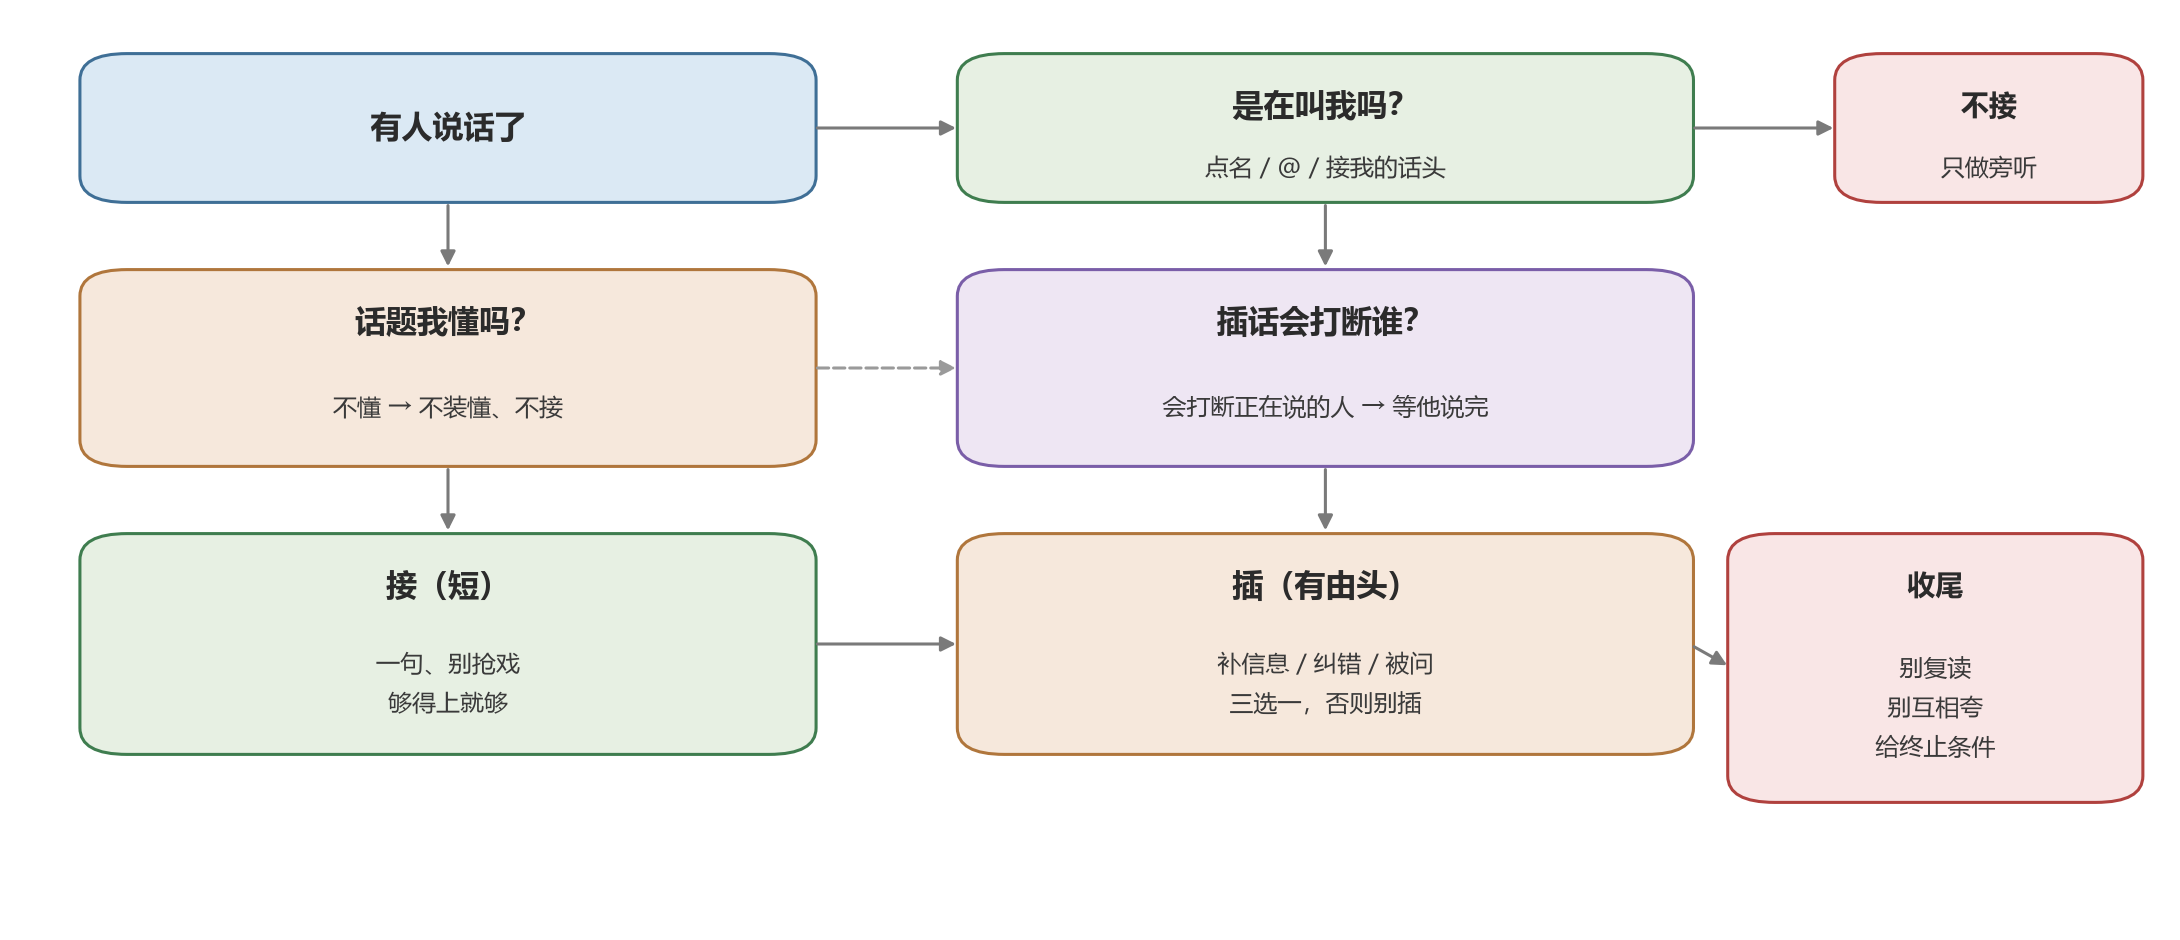 有人说话了
是在叫我吗？
点名 / @ / 接我的话头
不接
只做旁听
话题我懂吗？
不懂 → 不装懂、不接
插话会打断谁？
会打断正在说的人 → 等他说完
接（短）
一句、别抢戏
够得上就够
插（有由头）
补信息 / 纠错 / 被问
三选一，否则别插
收尾
别复读
别互相夸
给终止条件